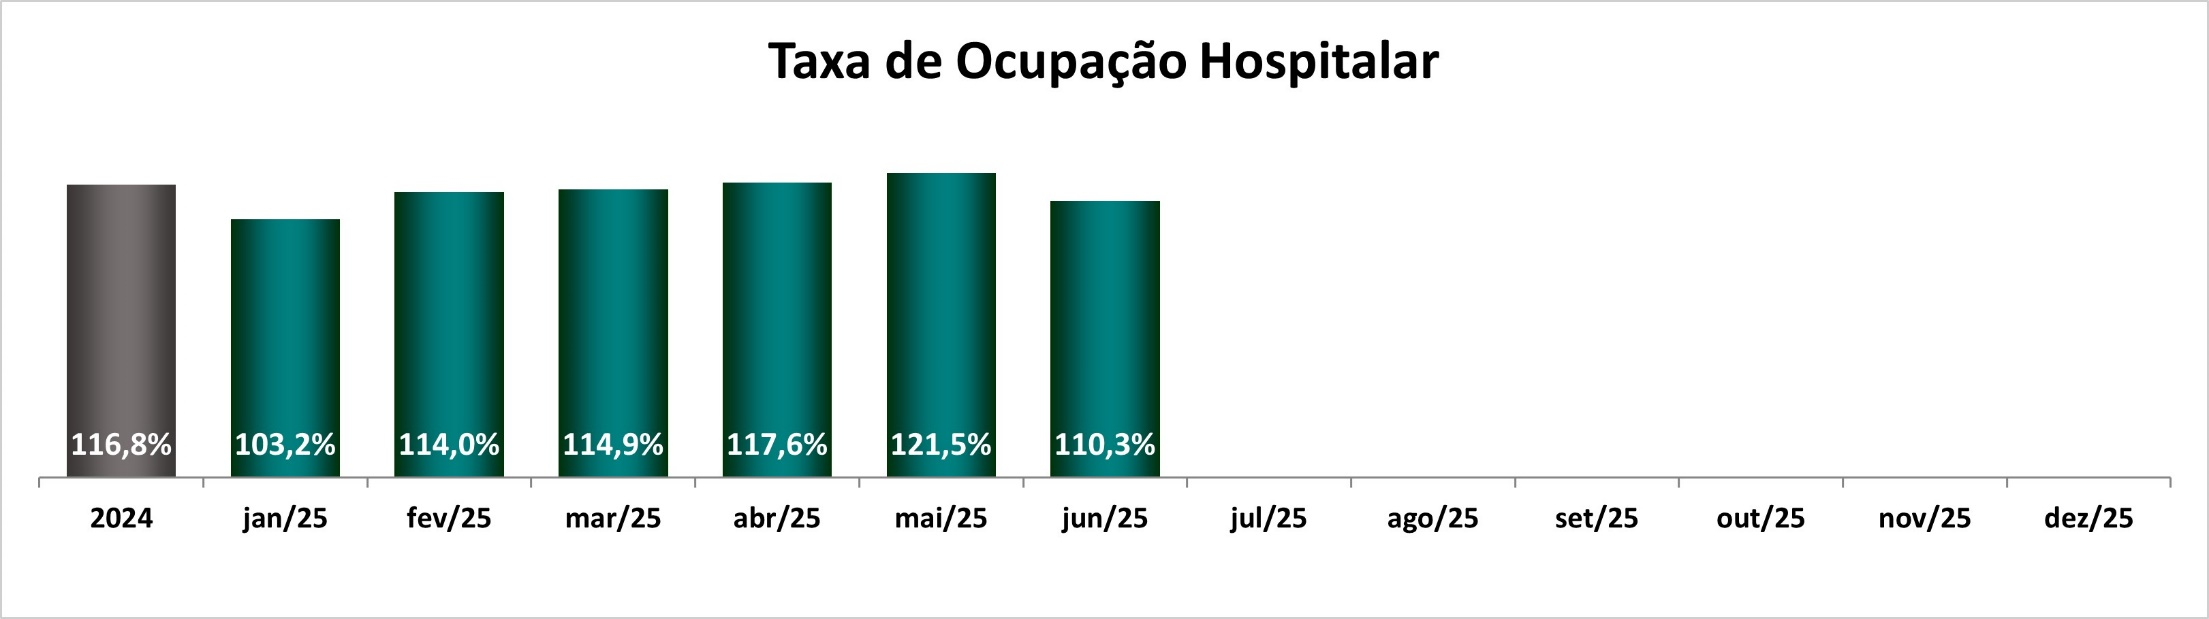 Taxa de Ocupação Hospitalar
116,8% 103,2% 114,0% 114,9% 117,6% 121,5% 110,3%
2024 jan/25 fev/25 mar/25 abr/25 mai/25 jun/25 jul/25 ago/25 set/25 out/25 nov/25 dez/25